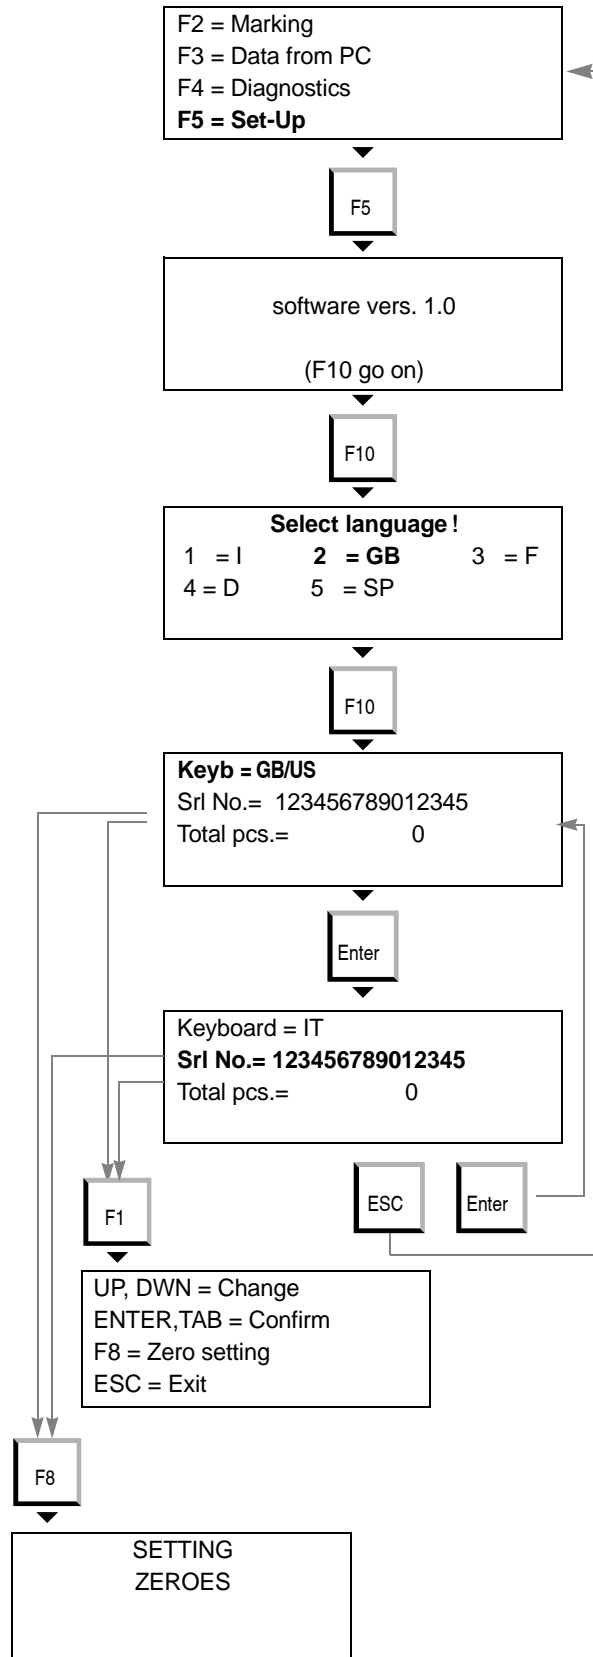 F2 = Marking
F3 = Data from PC
F4 = Diagnostics
F5 = Set-Up
F5
software vers. 1.0
(F10 go on)
F10
Select language !
1 = I 2 = GB 3 = F
4 = D 5 = SP
F10
Keyb = GB/US
Srl No.= 123456789012345
Total pcs.= 0
Enter
Keyboard = IT
Srl No.= 123456789012345
Total pcs.= 0
F1
ESC
Enter
UP, DWN = Change
ENTER,TAB = Confirm
F8 = Zero setting
ESC = Exit
F8
SETTING
ZEROES